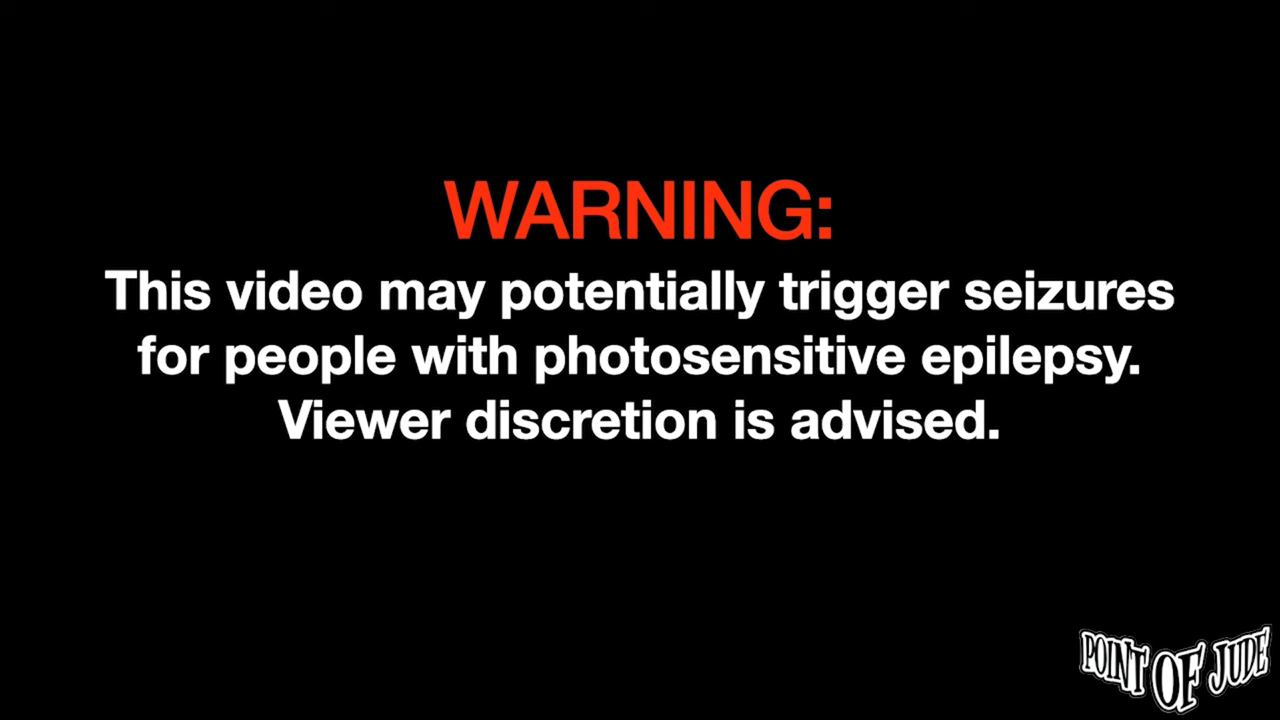 WARNING:
This video may potentially trigger seizures
for people with photosensitive epilepsy.
Viewer discretion is advised.
POINT OF JUDE